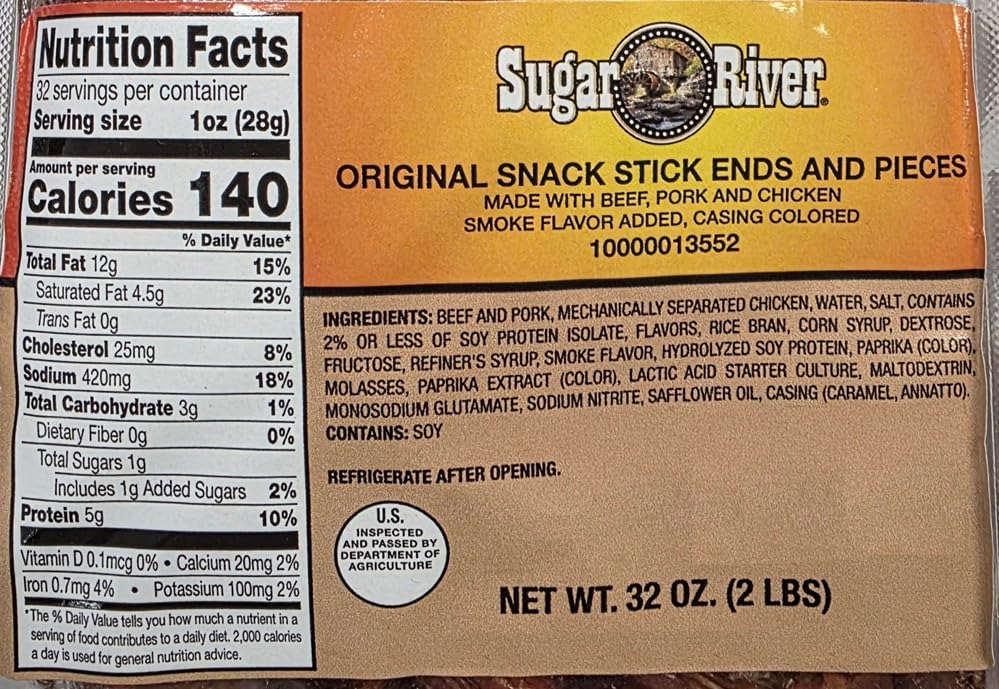 Nutrition Facts
32 servings per container
Serving size 1oz (28g)
Amount per serving
Calories 140
% Daily Value*
Total Fat 12g 15%
Saturated Fat 4.5g 23%
Trans Fat 0g
Cholesterol 25mg 8%
Sodium 420mg 18%
Total Carbohydrate 3g 1%
Dietary Fiber 0g 0%
Total Sugars 1g
Includes 1g Added Sugars 2%
Protein 5g 10%
Vitamin D 0.1mcg 0% • Calcium 20mg 2%
Iron 0.7mg 4% • Potassium 100mg 2%
*The % Daily Value tells you how much a nutrient in a
serving of food contributes to a daily diet. 2,000 calories
a day is used for general nutrition advice.
Sugar River®
ORIGINAL SNACK STICK ENDS AND PIECES
MADE WITH BEEF, PORK AND CHICKEN
SMOKE FLAVOR ADDED, CASING COLORED
10000013552
INGREDIENTS: BEEF AND PORK, MECHANICALLY SEPARATED CHICKEN, WATER, SALT, CONTAINS
2% OR LESS OF SOY PROTEIN ISOLATE, FLAVORS, RICE BRAN, CORN SYRUP, DEXTROSE,
FRUCTOSE, REFINER'S SYRUP, SMOKE FLAVOR, HYDROLYZED SOY PROTEIN, PAPRIKA (COLOR),
MOLASSES, PAPRIKA EXTRACT (COLOR), LACTIC ACID STARTER CULTURE, MALTODEXTRIN,
MONOSODIUM GLUTAMATE, SODIUM NITRITE, SAFFLOWER OIL, CASING (CARAMEL, ANNATTO).
CONTAINS: SOY
REFRIGERATE AFTER OPENING.
U.S.
INSPECTED
AND PASSED BY
DEPARTMENT OF
AGRICULTURE
NET WT. 32 OZ. (2 LBS)